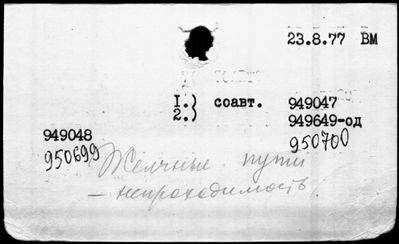 23.8.77 ВМ
1.) соавт. 949047
2.) 949649-од
949048 950700
950699
Желчные пути
– непроходимость